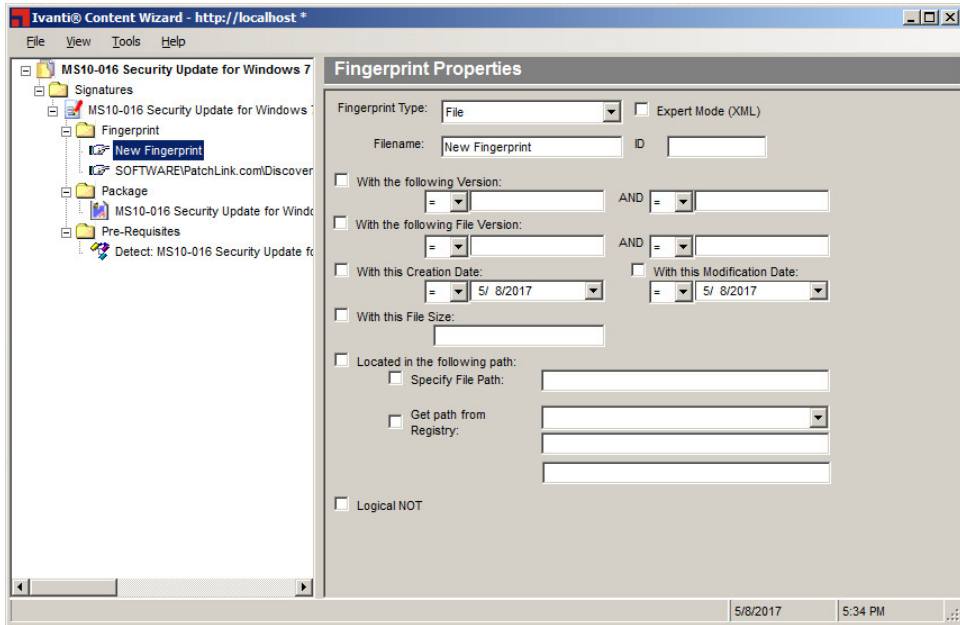 Ivanti® Content Wizard - http://localhost *
File View Tools Help
MS10-016 Security Update for Windows 7
Signatures
MS10-016 Security Update for Windows
Fingerprint
New Fingerprint
SOFTWARE\PatchLink.com\Discover
Package
MS10-016 Security Update for Windo
Pre-Requisites
Detect: MS10-016 Security Update fo
Fingerprint Properties
Fingerprint Type: File Expert Mode (XML)
Filename: New Fingerprint ID
With the following Version:
= AND =
With the following File Version:
= AND =
With this Creation Date: With this Modification Date:
= 5/ 8/2017 = 5/ 8/2017
With this File Size:
Located in the following path:
Specify File Path:
Get path from
Registry:
Logical NOT
5/8/2017 5:34 PM